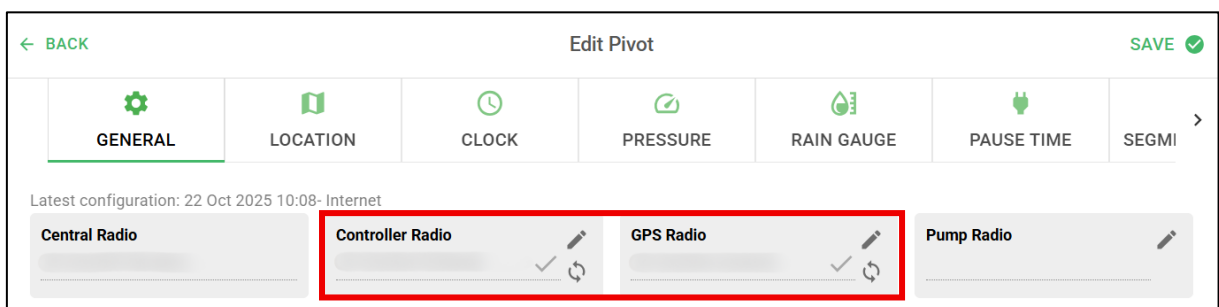 BACK
Edit Pivot
SAVE
GENERAL
LOCATION
CLOCK
PRESSURE
RAIN GAUGE
PAUSE TIME
SEGM
Latest configuration: 22 Oct 2025 10:08- Internet
Central Radio
Controller Radio
GPS Radio
Pump Radio